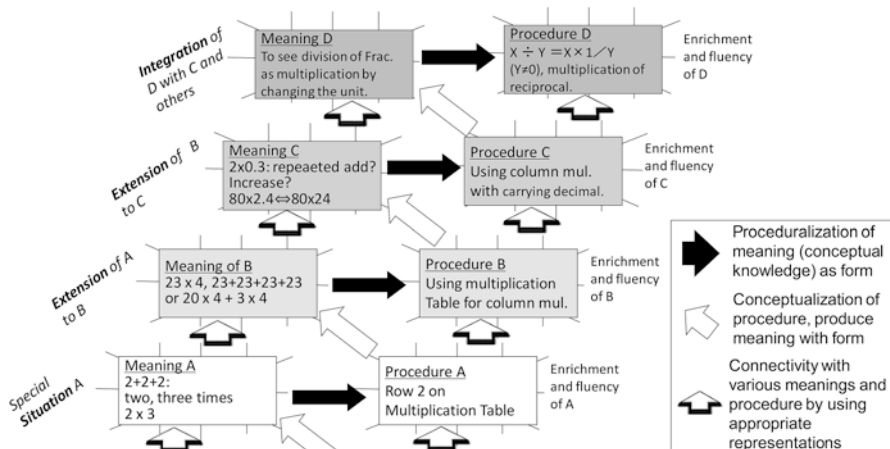 Integration of
D with C and
others
Meaning D
To see division of Frac.
as multiplication by
changing the unit.
Procedure D
X ÷ Y =X × 1／Y
(Y≠0), multiplication of
reciprocal.
Enrichment
and fluency
of D
Extension of B
to C
Meaning C
2x0.3: repeaeted add?
Increase?
80x2.4⇔80x24
Procedure C
Using column mul.
with carrying decimal.
Enrichment
and fluency
of C
Extension of A
to B
Meaning of B
23 x 4, 23+23+23+23
or 20 x 4 + 3 x 4
Procedure B
Using multiplication
Table for column mul.
Enrichment
and fluency
of B
Special
Situation A
Meaning A
2+2+2:
two, three times
2 x 3
Procedure A
Row 2 on
Multiplication Table
Enrichment
and fluency
of A
Proceduralization of
meaning (conceptual
knowledge) as form
Conceptualization of
procedure, produce
meaning with form
Connectivity with
various meanings and
procedure by using
appropriate
representations